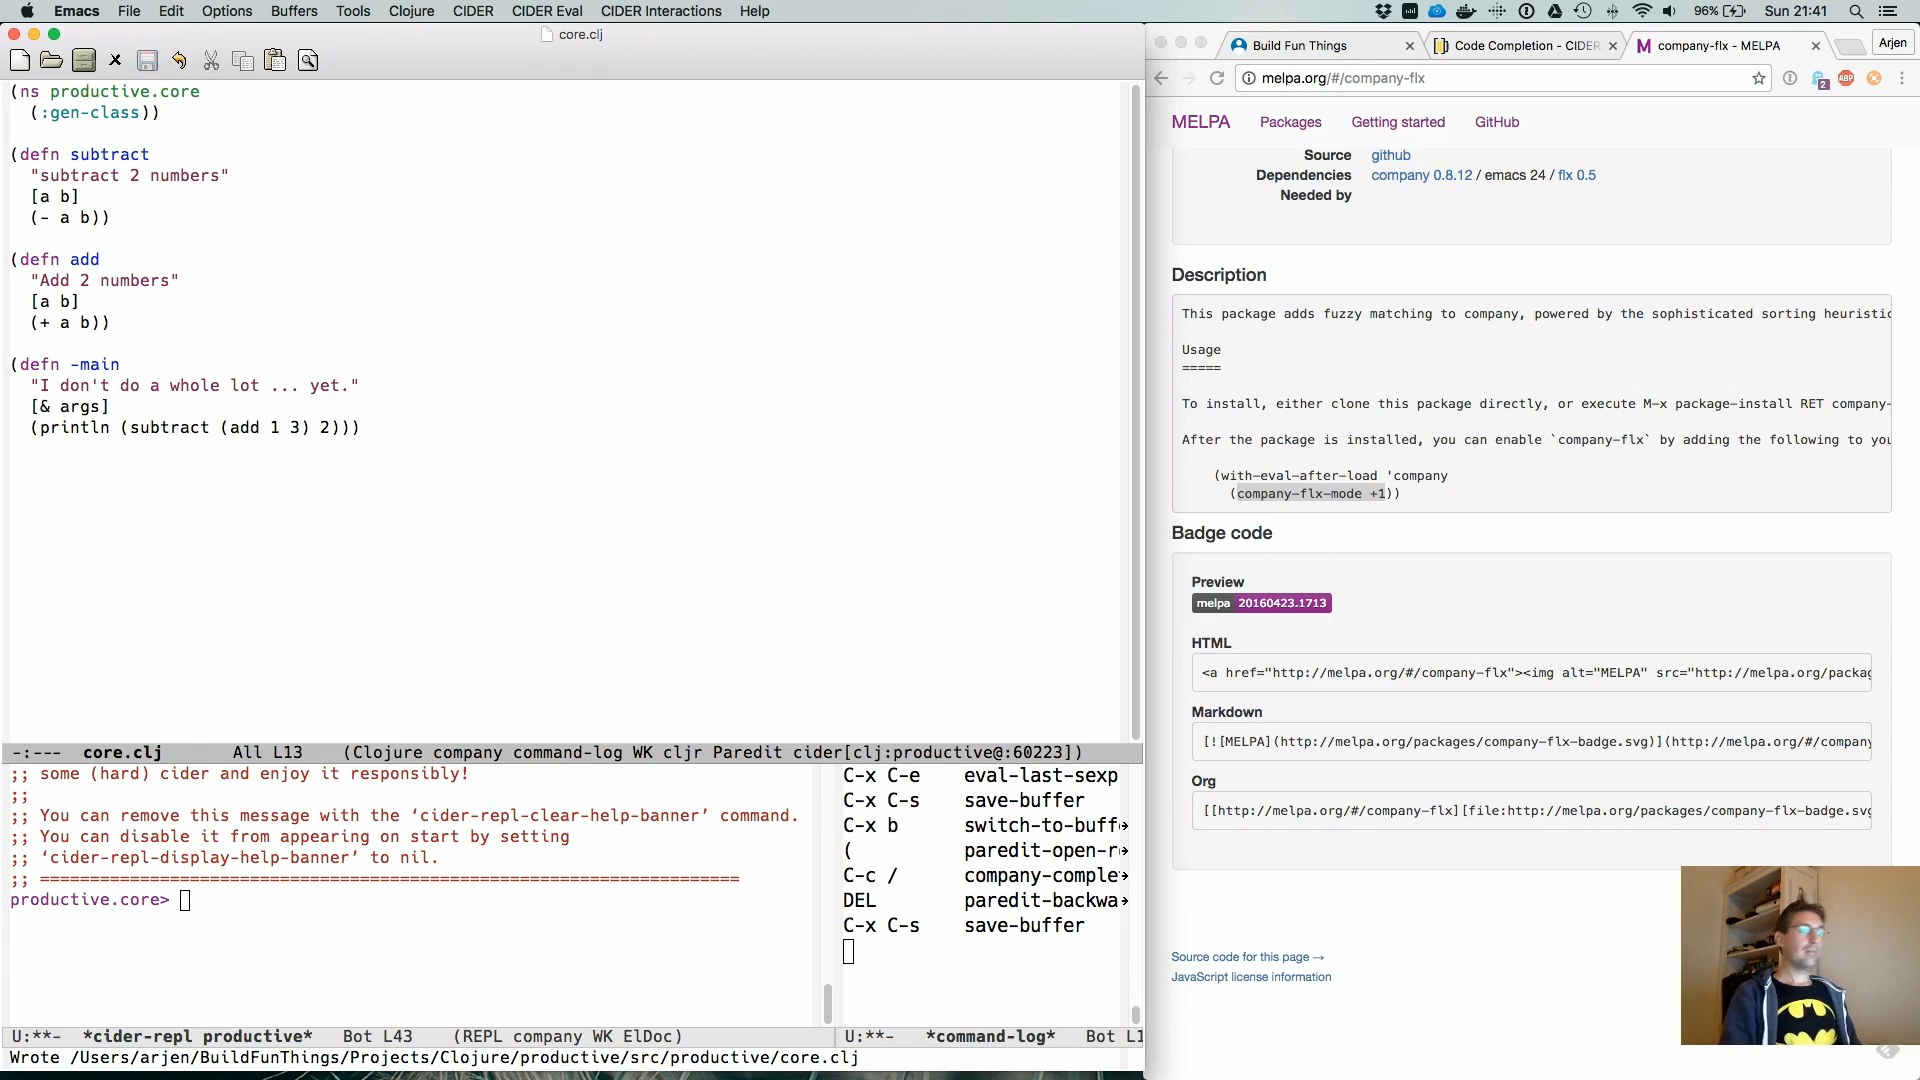 Emacs File Edit Options Buffers Tools Clojure CIDER CIDER Eval CIDER Interactions Help
96% Sun 21:41
core.clj
(ns productive.core
(:gen-class))
(defn subtract
"subtract 2 numbers"
[a b]
(- a b))
(defn add
"Add 2 numbers"
[a b]
(+ a b))
(defn -main
"I don't do a whole lot ... yet."
[& args]
(println (subtract (add 1 3) 2)))
-:--- core.clj All L13 (Clojure company command-log WK cljr Paredit cider[clj:productive@:60223])
;; some (hard) cider and enjoy it responsibly!
;;
;; You can remove this message with the ‘cider-repl-clear-help-banner’ command.
;; You can disable it from appearing on start by setting
;; ‘cider-repl-display-help-banner’ to nil.
;; ======================================================================
productive.core>
U:**- *cider-repl productive* Bot L43 (REPL company WK ElDoc)
C-x C-e eval-last-sexp
C-x C-s save-buffer
C-x b switch-to-buff
( paredit-open-r
C-c / company-comple
DEL paredit-backwa
C-x C-s save-buffer
U:**- *command-log* Bot L1
Wrote /Users/arjen/BuildFunThings/Projects/Clojure/productive/src/productive/core.clj
Build Fun Things
Code Completion - CIDER
company-flx - MELPA
Arjen
melpa.org/#/company-flx
ABP
2
MELPA Packages Getting started GitHub
Source github
Dependencies company 0.8.12 / emacs 24 / flx 0.5
Needed by
Description
This package adds fuzzy matching to company, powered by the sophisticated sorting heuristic
Usage
=====
To install, either clone this package directly, or execute M-x package-install RET company-
After the package is installed, you can enable `company-flx` by adding the following to you
(with-eval-after-load 'company
(company-flx-mode +1))
Badge code
Preview
melpa 20160423.1713
HTML
<a href="http://melpa.org/#/company-flx"><img alt="MELPA" src="http://melpa.org/packag
Markdown
[![MELPA](http://melpa.org/packages/company-flx-badge.svg)](http://melpa.org/#/company
Org
[[http://melpa.org/#/company-flx][file:http://melpa.org/packages/company-flx-badge.svg
Source code for this page →
JavaScript license information